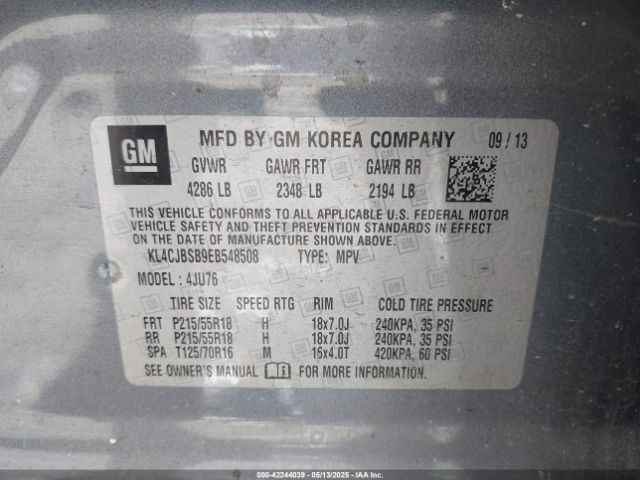 GM MFD BY GM KOREA COMPANY 09 / 13
GVWR GAWR FRT GAWR RR
4286 LB 2348 LB 2194 LB
THIS VEHICLE CONFORMS TO ALL APPLICABLE U.S. FEDERAL MOTOR
VEHICLE SAFETY AND THEFT PREVENTION STANDARDS IN EFFECT
ON THE DATE OF MANUFACTURE SHOWN ABOVE.
KL4CJBSB9EB548508 TYPE: MPV
MODEL : 4JU76
TIRE SIZE SPEED RTG RIM COLD TIRE PRESSURE
FRT P215/55R18 H 18x7.0J 240KPA, 35 PSI
RR P215/55R18 H 18x7.0J 240KPA, 35 PSI
SPA T125/70R16 M 16x4.0T 420KPA, 60 PSI
SEE OWNER'S MANUAL FOR MORE INFORMATION.
000-42244039 - 05/13/2025 - IAAI.COM